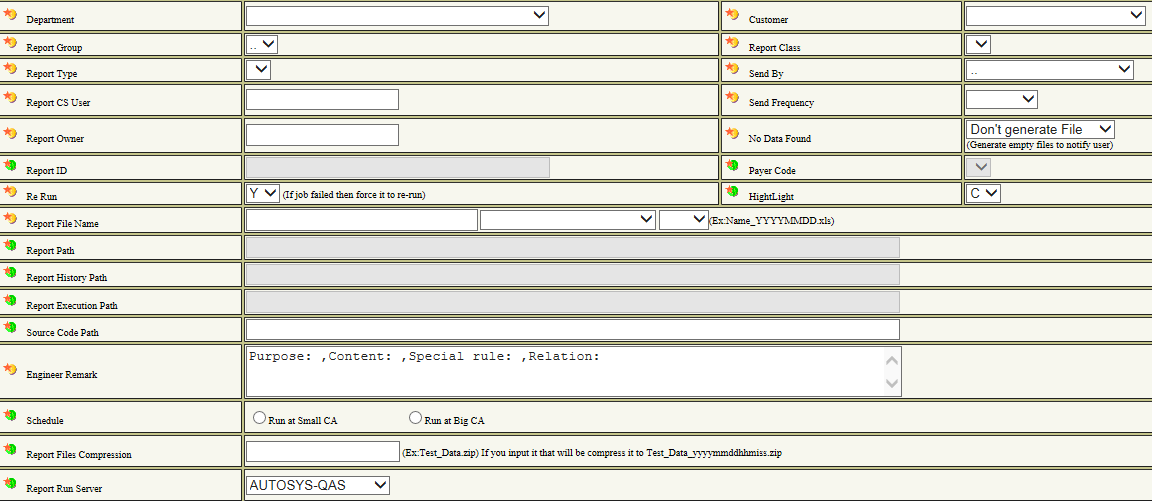 Department
Customer
Report Group .. Report Class
Report Type
Send By ..
Report CS User
Send Frequency
Report Owner
No Data Found Don't generate File
(Generate empty files to notify user)
Report ID
Payer Code
Re Run Y (If job failed then force it to re-run)
HightLight C
Report File Name (Ex:Name_YYYYMMDD.xls)
Report Path
Report History Path
Report Execution Path
Source Code Path
Engineer Remark Purpose: ,Content: ,Special rule: ,Relation:
Schedule Run at Small CA Run at Big CA
Report Files Compression (Ex:Test_Data.zip) If you input it that will be compress it to Test_Data_yyyymmddhhmiss.zip
Report Run Server AUTOSYS-QAS